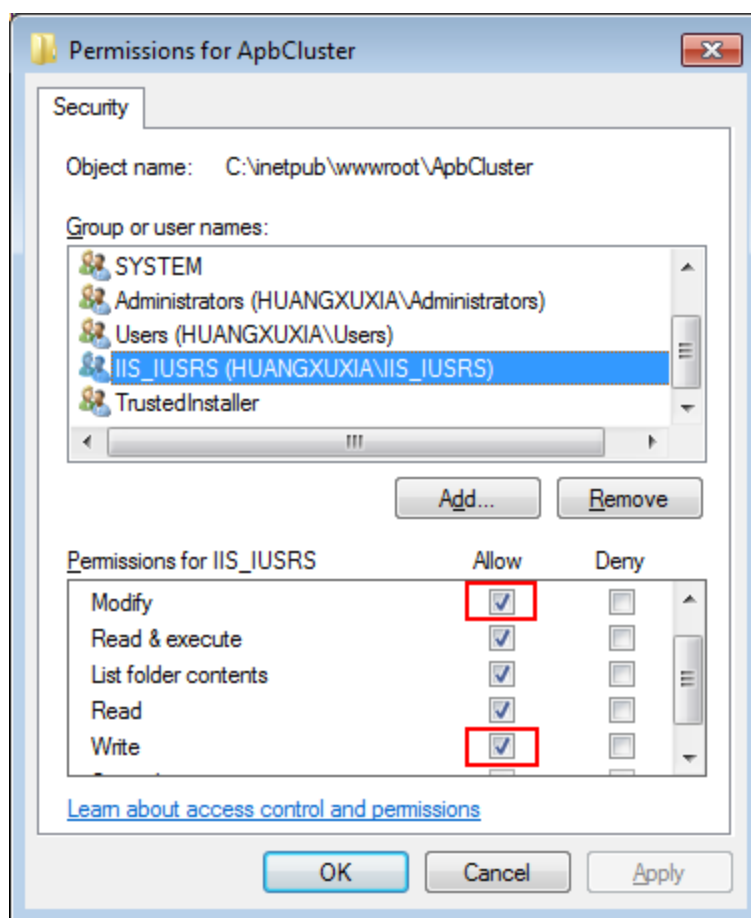 Permissions for ApbCluster
Security
Object name: C:\inetpub\wwwroot\ApbCluster
Group or user names:
SYSTEM
Administrators (HUANGXUXIA\Administrators)
Users (HUANGXUXIA\Users)
IIS_IUSRS (HUANGXUXIA\IIS_IUSRS)
TrustedInstaller
Add... Remove
Permissions for IIS_IUSRS Allow Deny
Modify
Read & execute
List folder contents
Read
Write
Learn about access control and permissions
OK Cancel Apply